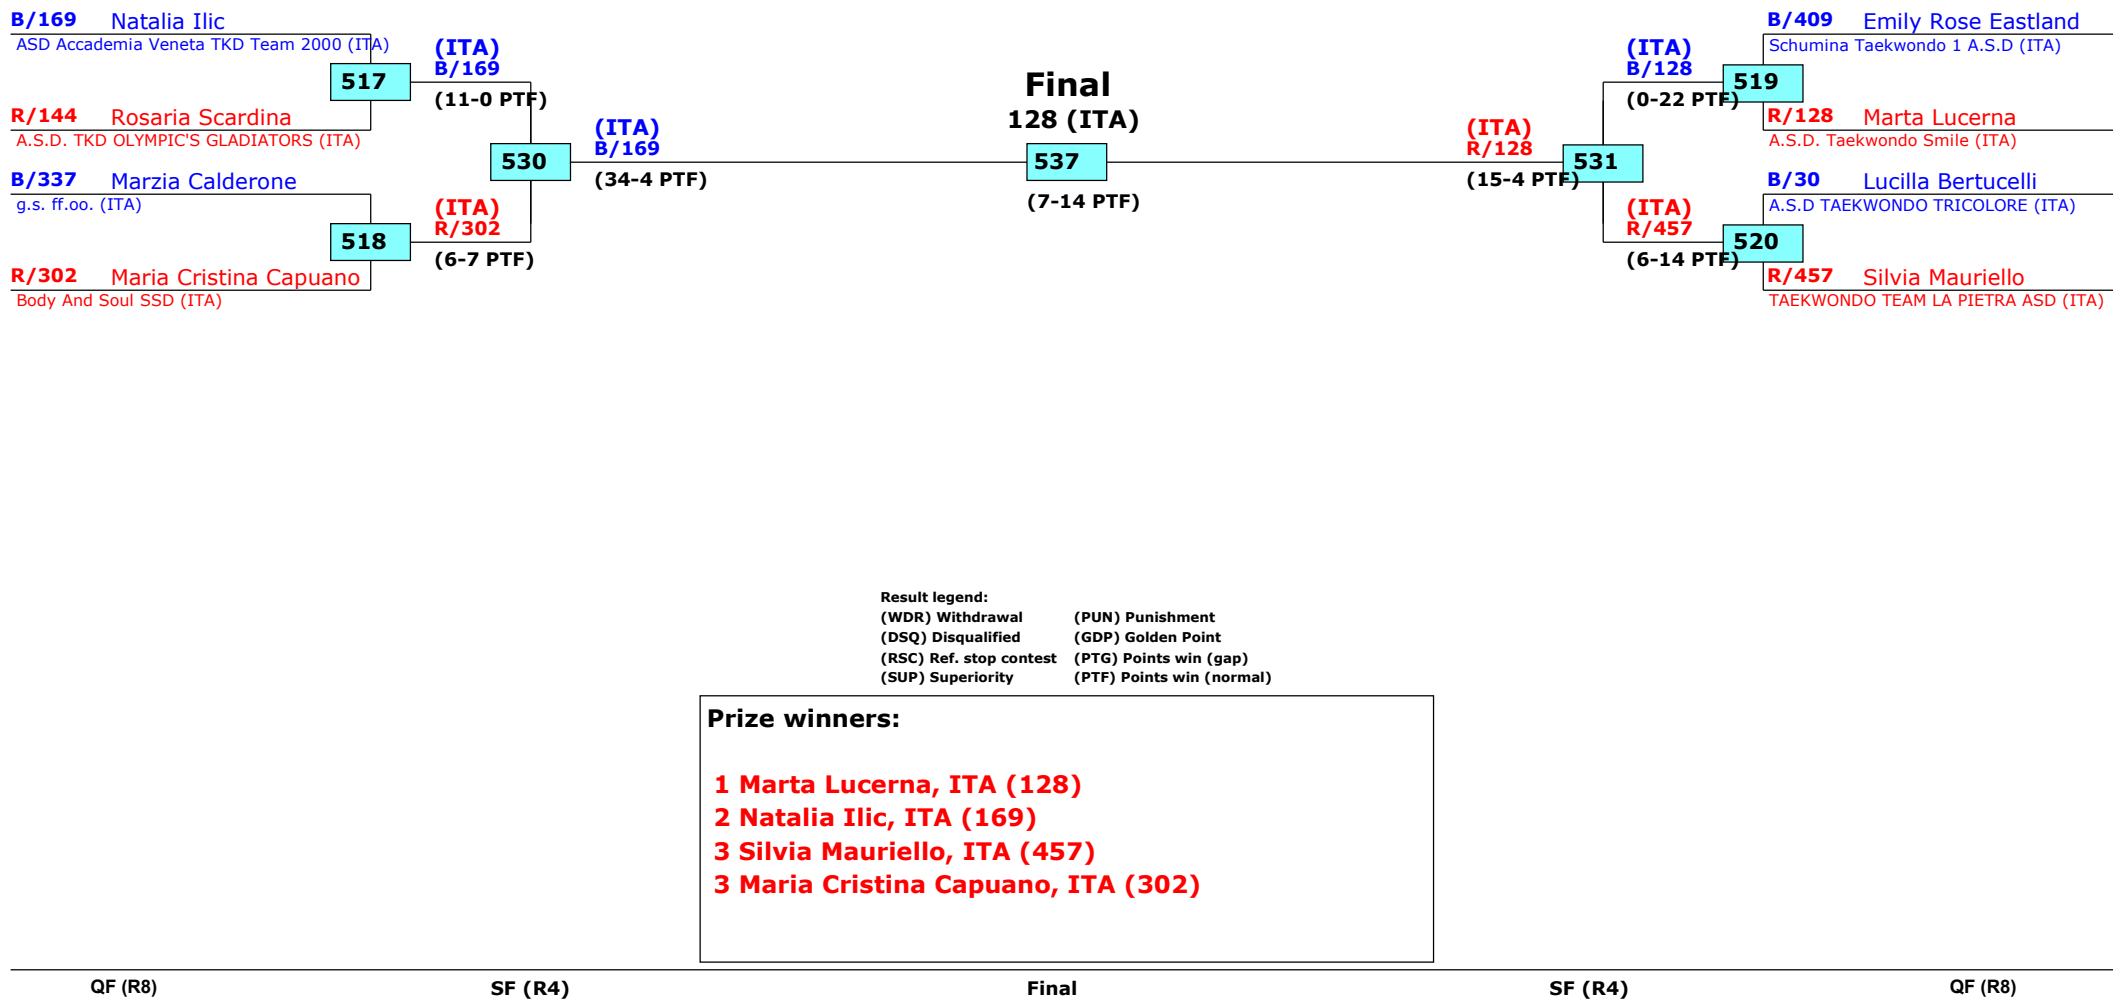 B/169 Natalia Ilic
ASD Accademia Veneta TKD Team 2000 (ITA)
517
(ITA)
B/169
(11-0 PTF)
R/144 Rosaria Scardina
A.S.D. TKD OLYMPIC'S GLADIATORS (ITA)
530
(ITA)
B/169
(34-4 PTF)
B/337 Marzia Calderone
g.s. ff.oo. (ITA)
518
(ITA)
R/302
(6-7 PTF)
R/302 Maria Cristina Capuano
Body And Soul SSD (ITA)
Final
128 (ITA)
537
(7-14 PTF)
B/409 Emily Rose Eastland
Schumina Taekwondo 1 A.S.D (ITA)
(ITA)
B/128
(0-22 PTF)
519
R/128 Marta Lucerna
A.S.D. Taekwondo Smile (ITA)
(ITA)
R/128
(15-4 PTF)
531
B/30 Lucilla Bertucelli
A.S.D TAEKWONDO TRICOLORE (ITA)
(ITA)
R/457
(6-14 PTF)
520
R/457 Silvia Mauriello
TAEKWONDO TEAM LA PIETRA ASD (ITA)
Result legend:
(WDR) Withdrawal (PUN) Punishment
(DSQ) Disqualified (GDP) Golden Point
(RSC) Ref. stop contest (PTG) Points win (gap)
(SUP) Superiority (PTF) Points win (normal)
Prize winners:
1 Marta Lucerna, ITA (128)
2 Natalia Ilic, ITA (169)
3 Silvia Mauriello, ITA (457)
3 Maria Cristina Capuano, ITA (302)
QF (R8) SF (R4) Final SF (R4) QF (R8)